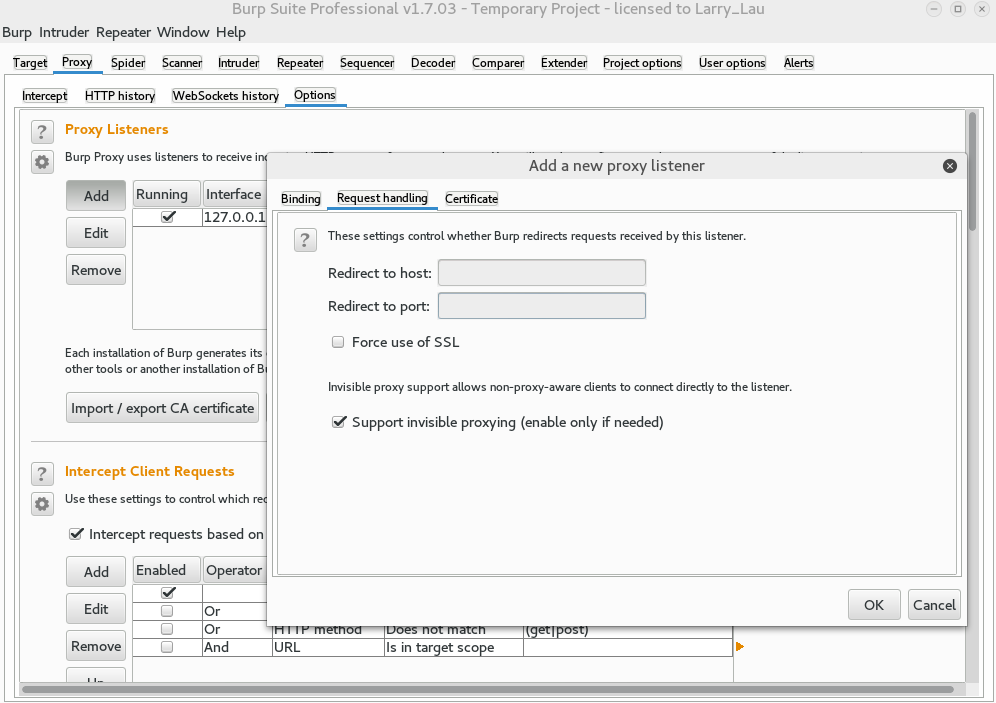 Burp Suite Professional v1.7.03 - Temporary Project - licensed to Larry_Lau
Burp Intruder Repeater Window Help
Target Proxy Spider Scanner Intruder Repeater Sequencer Decoder Comparer Extender Project options User options Alerts
Intercept HTTP history WebSockets history Options
? Proxy Listeners
Burp Proxy uses listeners to receive
Add Running Interface
127.0.0.1
Edit
Remove
Each installation of Burp generates its
other tools or another installation of
Import / export CA certificate
? Intercept Client Requests
Use these settings to control which
Intercept requests based on
Add Enabled Operator
Edit Or
Or HTTP method Does not match (get|post)
Remove And URL Is in target scope
Up
Add a new proxy listener
Binding Request handling Certificate
? These settings control whether Burp redirects requests received by this listener.
Redirect to host:
Redirect to port:
Force use of SSL
Invisible proxy support allows non-proxy-aware clients to connect directly to the listener.
Support invisible proxying (enable only if needed)
OK Cancel